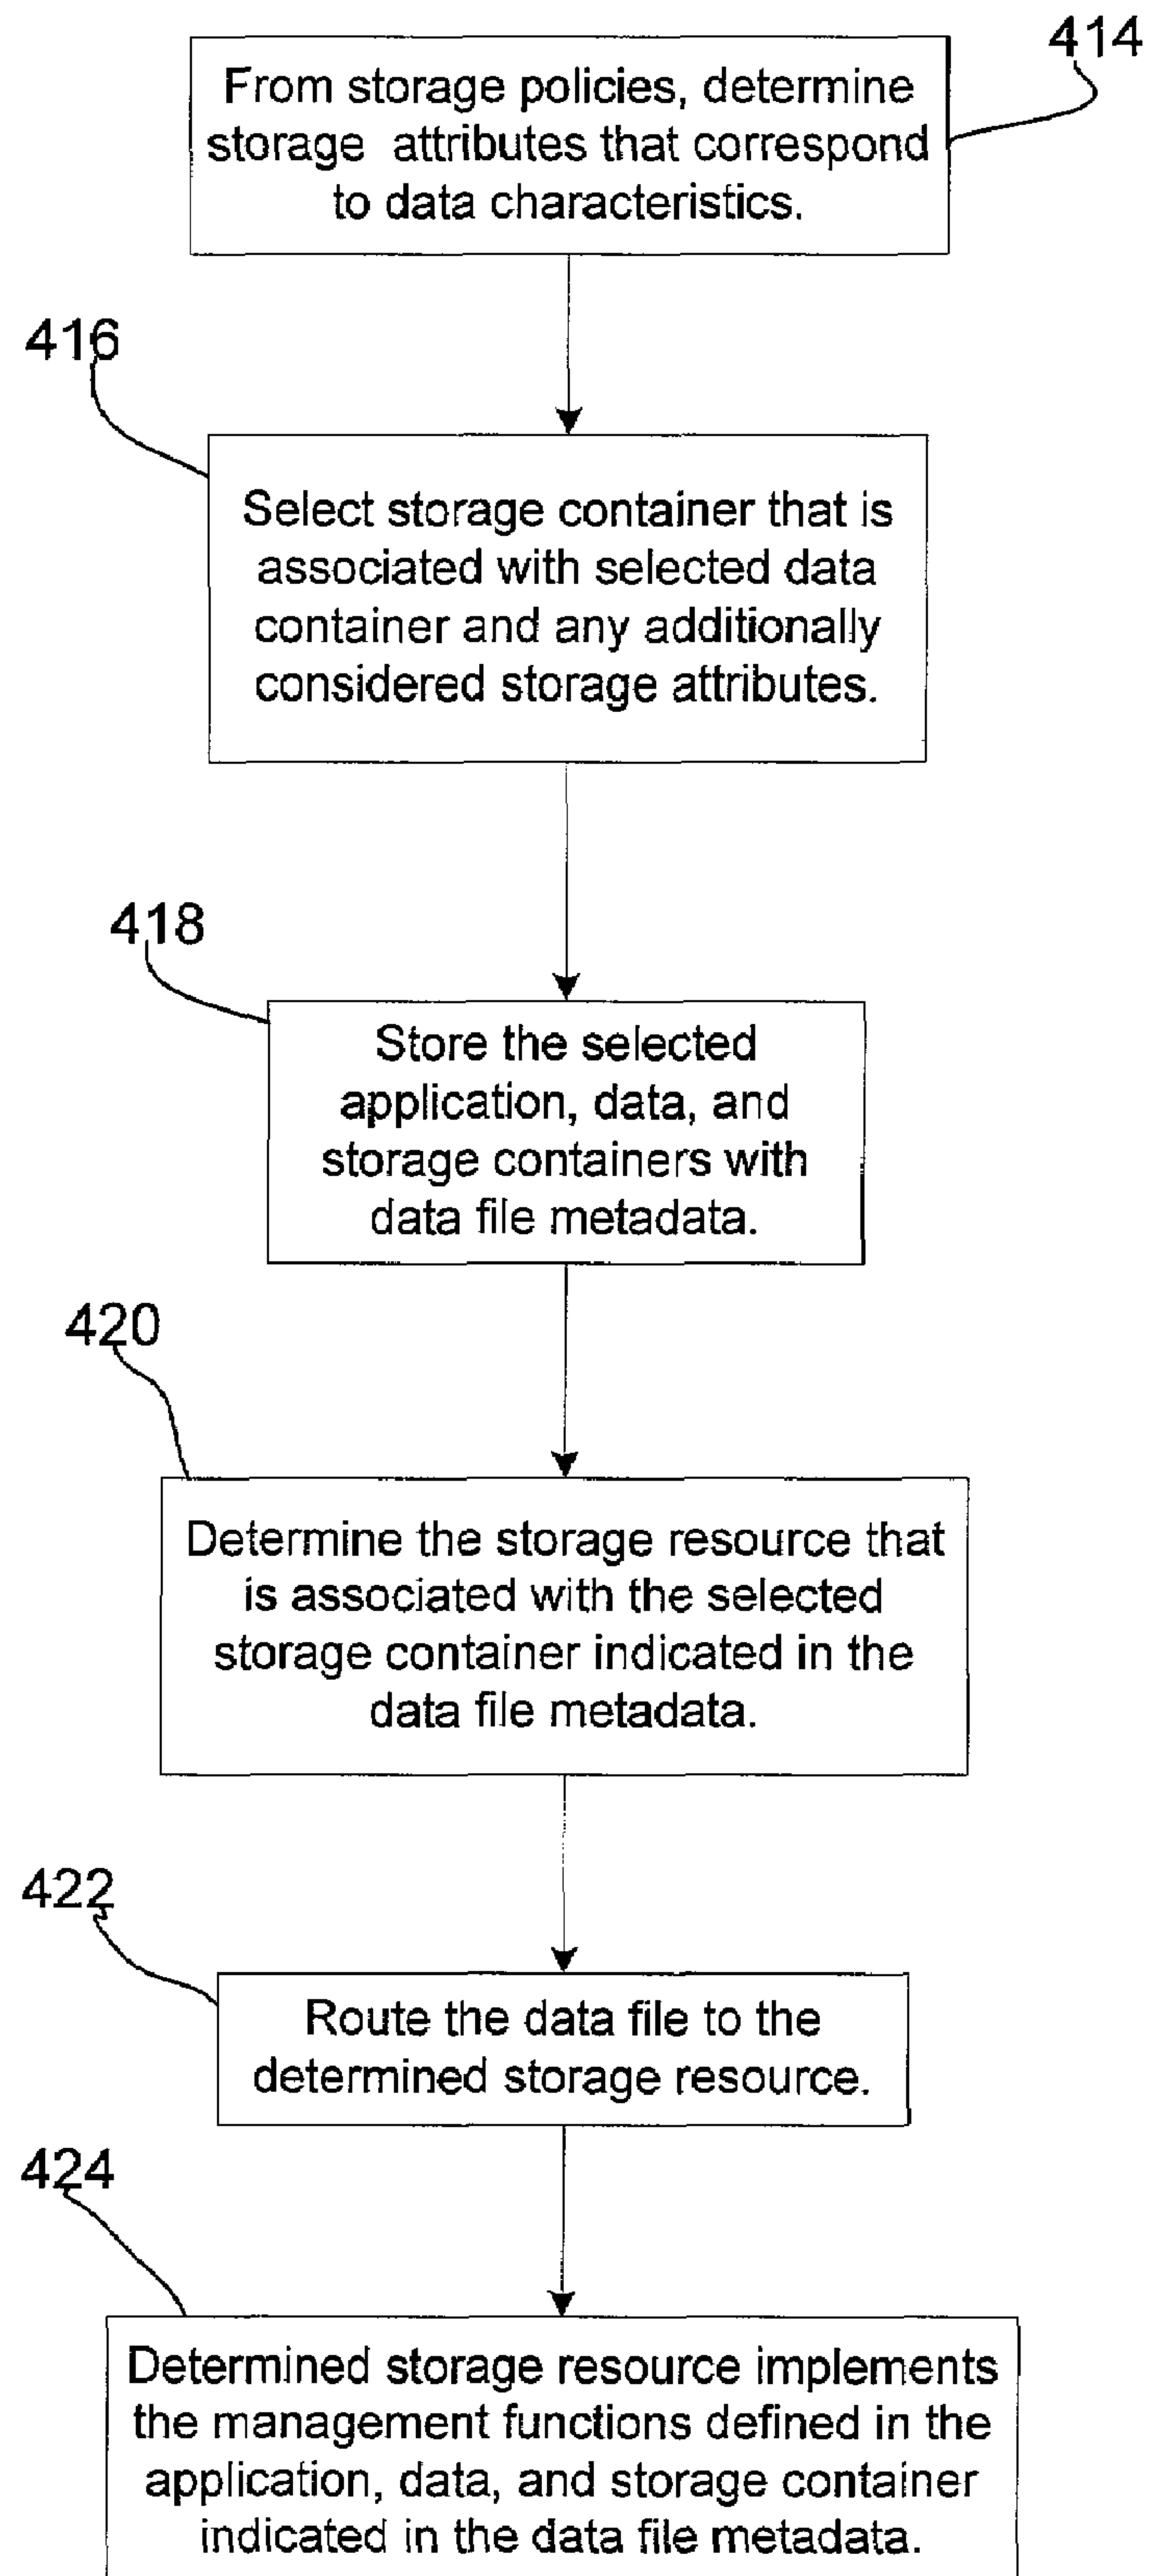 414
From storage policies, determine
storage attributes that correspond
to data characteristics.
416
Select storage container that is
associated with selected data
container and any additionally
considered storage attributes.
418
Store the selected
application, data, and
storage containers with
data file metadata.
420
Determine the storage resource that
is associated with the selected
storage container indicated in the
data file metadata.
422
Route the data file to the
determined storage resource.
424
Determined storage resource implements
the management functions defined in the
application, data, and storage container
indicated in the data file metadata.